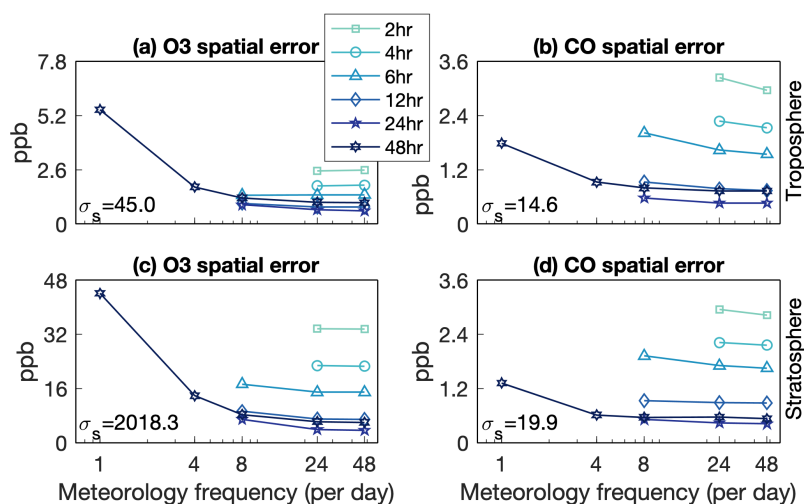 (a) O3 spatial error
(b) CO spatial error
2hr
4hr
6hr
12hr
24hr
48hr
7.8
5.2
2.6
0
ppb
σs=45.0
3.6
2.4
1.2
0
ppb
σs=14.6
Troposphere
(c) O3 spatial error
(d) CO spatial error
48
32
16
0
ppb
σs=2018.3
3.6
2.4
1.2
0
ppb
σs=19.9
Stratosphere
1 4 8 24 48
1 4 8 24 48
Meteorology frequency (per day)
Meteorology frequency (per day)